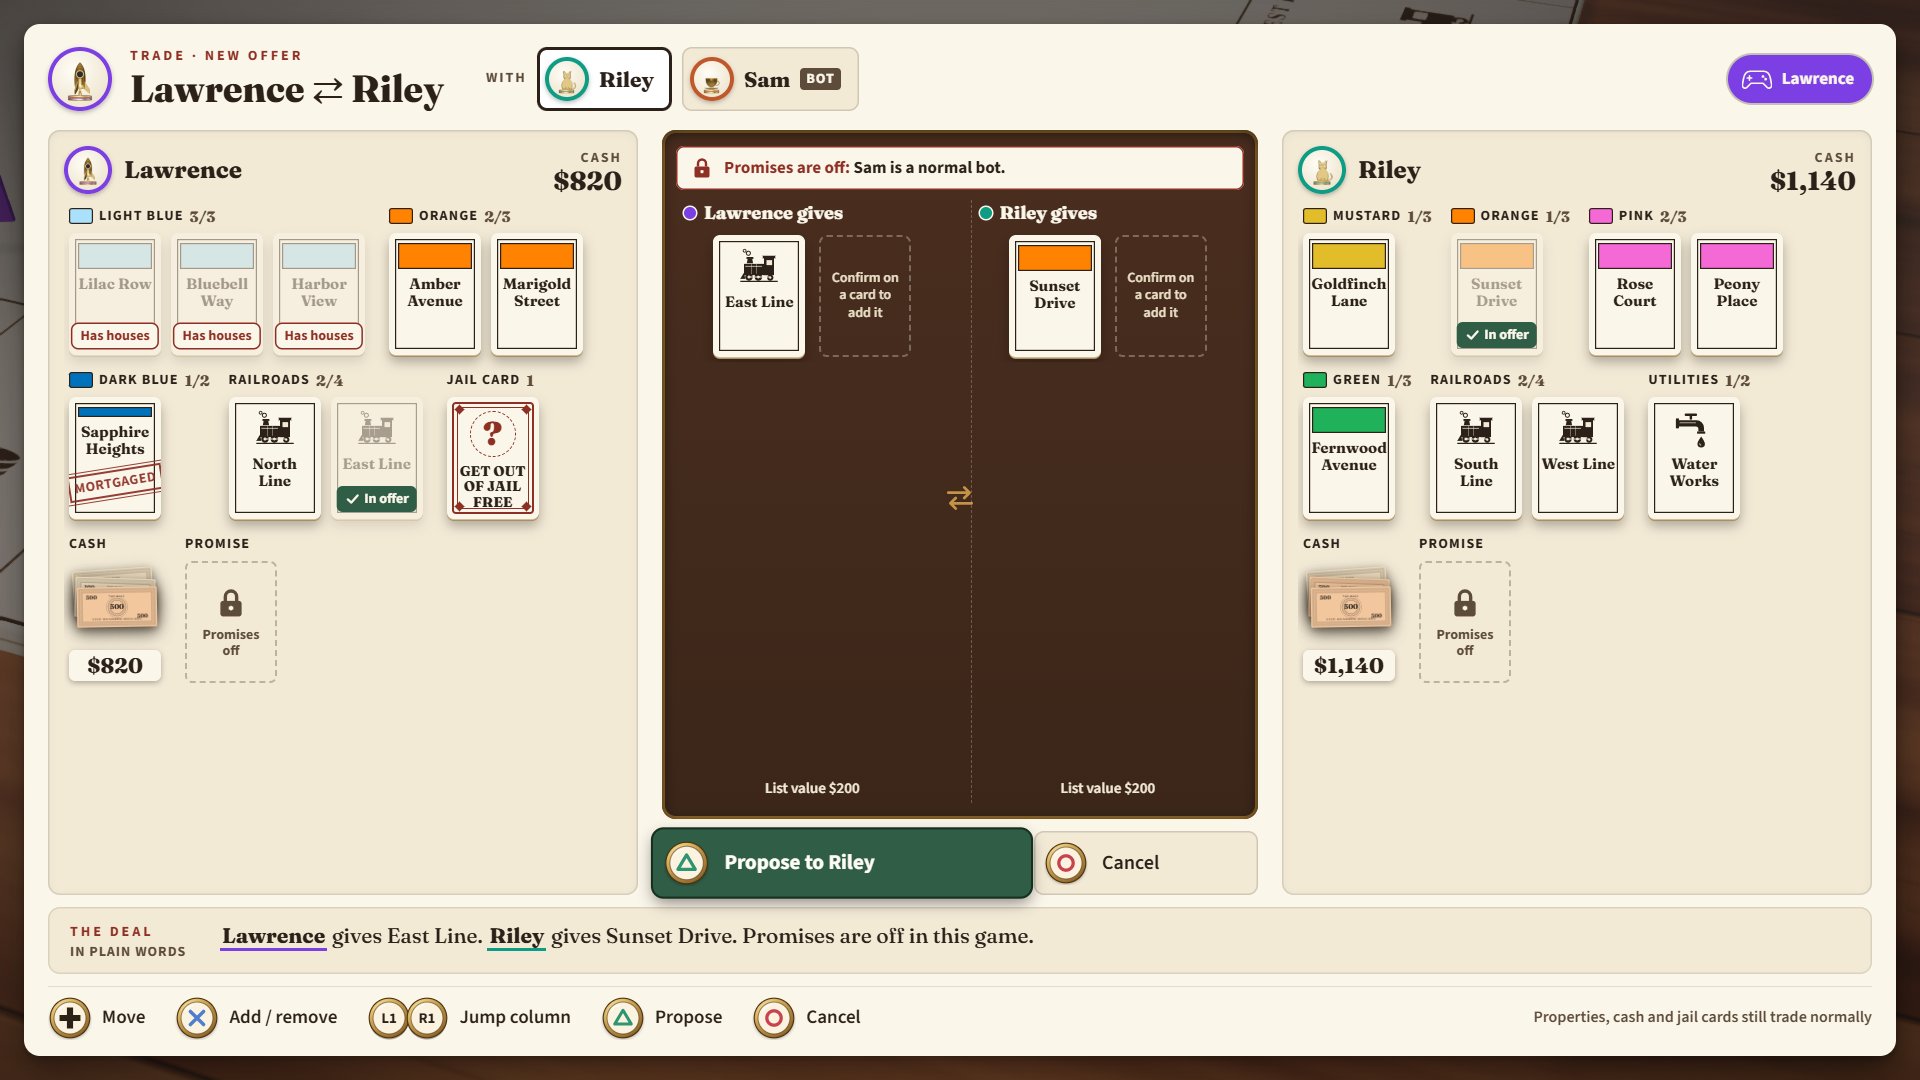 TRADE · NEW OFFER
Lawrence ⇄ Riley
WITH
Riley
Sam BOT
Lawrence
Lawrence
CASH
$820
LIGHT BLUE 3/3
ORANGE 2/3
Lilac Row
Has houses
Bluebell
Way
Has houses
Harbor
View
Has houses
Amber
Avenue
Marigold
Street
DARK BLUE 1/2
RAILROADS 2/4
JAIL CARD 1
Sapphire
Heights
MORTGAGED
North
Line
East Line
In offer
?
GET OUT
OF JAIL
FREE
CASH
PROMISE
500
500
500
$820
Promises
off
Promises are off: Sam is a normal bot.
Lawrence gives
Riley gives
East Line
Confirm on
a card to
add it
Sunset
Drive
Confirm on
a card to
add it
List value $200
List value $200
Propose to Riley
Cancel
Riley
CASH
$1,140
MUSTARD 1/3
ORANGE 1/3
PINK 2/3
Goldfinch
Lane
Sunset
Drive
In offer
Rose
Court
Peony
Place
GREEN 1/3
RAILROADS 2/4
UTILITIES 1/2
Fernwood
Avenue
South
Line
West Line
Water
Works
CASH
PROMISE
500
500
500
$1,140
Promises
off
THE DEAL
IN PLAIN WORDS
Lawrence gives East Line. Riley gives Sunset Drive. Promises are off in this game.
Move
Add / remove
L1 R1 Jump column
Propose
Cancel
Properties, cash and jail cards still trade normally